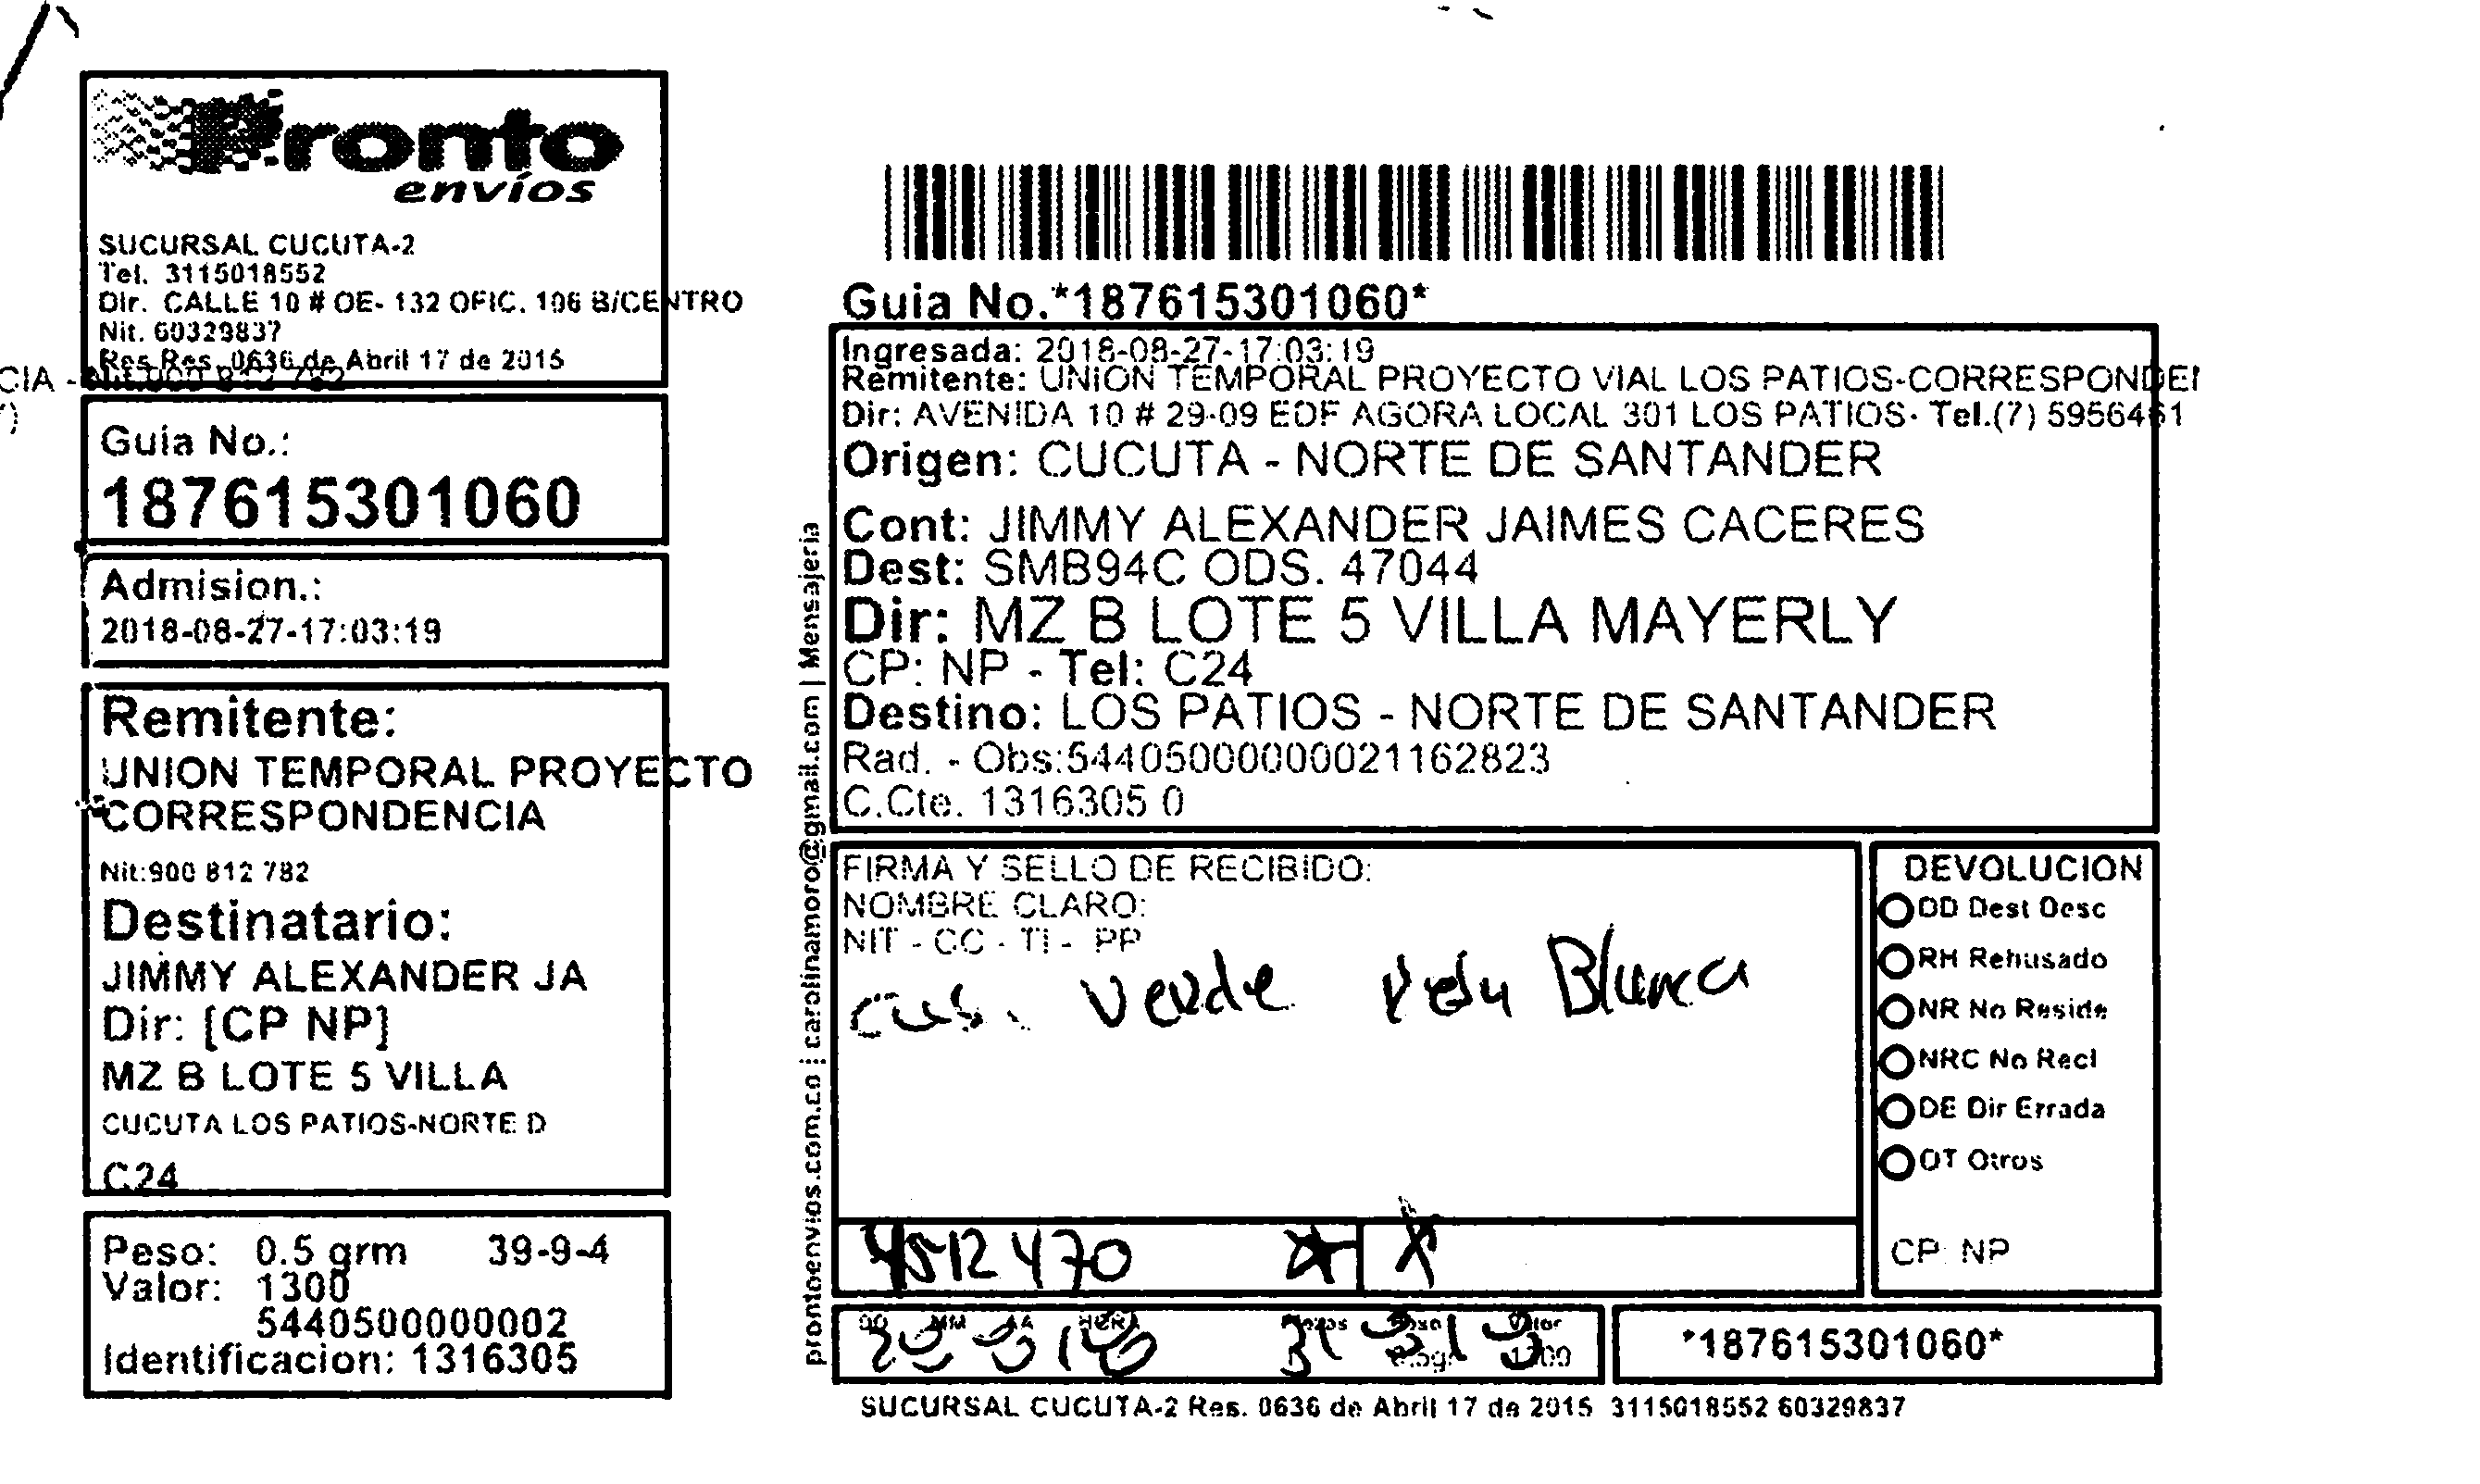 Pronto
envíos
SUCURSAL CUCUTA-2
Tel. 3115018552
Dir. CALLE 10 # OE- 132 OFIC. 106 B/CENTRO
Nit. 60329837
Res.Res. 0636 de Abril 17 de 2015
CIA - Nit:900 812 782
Guia No.:
187615301060
Admision.:
2018-08-27-17:03:19
Remitente:
UNION TEMPORAL PROYECTO
CORRESPONDENCIA
Nit:900 812 782
Destinatario:
JIMMY ALEXANDER JA
Dir: [CP NP]
MZ B LOTE 5 VILLA
CUCUTA LOS PATIOS-NORTE D
C24
Peso: 0.5 grm 39-9-4
Valor: 1300
5440500000002
Identificacion: 1316305
prontoenvios.com.co | carolinamoro@gmail.com | Mensajeria
Guia No.*187615301060*
Ingresada: 2018-08-27-17:03:19
Remitente: UNION TEMPORAL PROYECTO VIAL LOS PATIOS-CORRESPONDEN
Dir: AVENIDA 10 # 29-09 EDF AGORA LOCAL 301 LOS PATIOS- Tel.(7) 5956461
Origen: CUCUTA - NORTE DE SANTANDER
Cont: JIMMY ALEXANDER JAIMES CACERES
Dest: SMB94C ODS. 47044
Dir: MZ B LOTE 5 VILLA MAYERLY
CP: NP - Tel: C24
Destino: LOS PATIOS - NORTE DE SANTANDER
Rad. - Obs:544050000000021162823
C.Cte. 1316305 0
FIRMA Y SELLO DE RECIBIDO:
NOMBRE CLARO:
NIT - CC - TI - PP
Verde Blanca
4512470
DD MM AA HORA Piezos Peso Valor
1300
DEVOLUCION
DD Dest Desc
RH Rehusado
NR No Reside
NRC No Recl
DE Dir Errada
OT Otros
CP: NP
*187615301060*
SUCURSAL CUCUTA-2 Res. 0636 de Abril 17 de 2015 3115018552 60329837